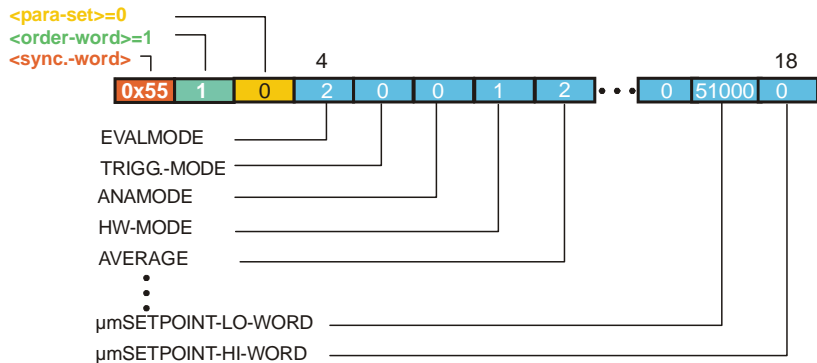 <para-set>=0
<order-word>=1
<sync.-word>
4 18
0x55 1 0 2 0 0 1 2 0 51000 0
EVALMODE
TRIGG.-MODE
ANAMODE
HW-MODE
AVERAGE
µmSETPOINT-LO-WORD
µmSETPOINT-HI-WORD